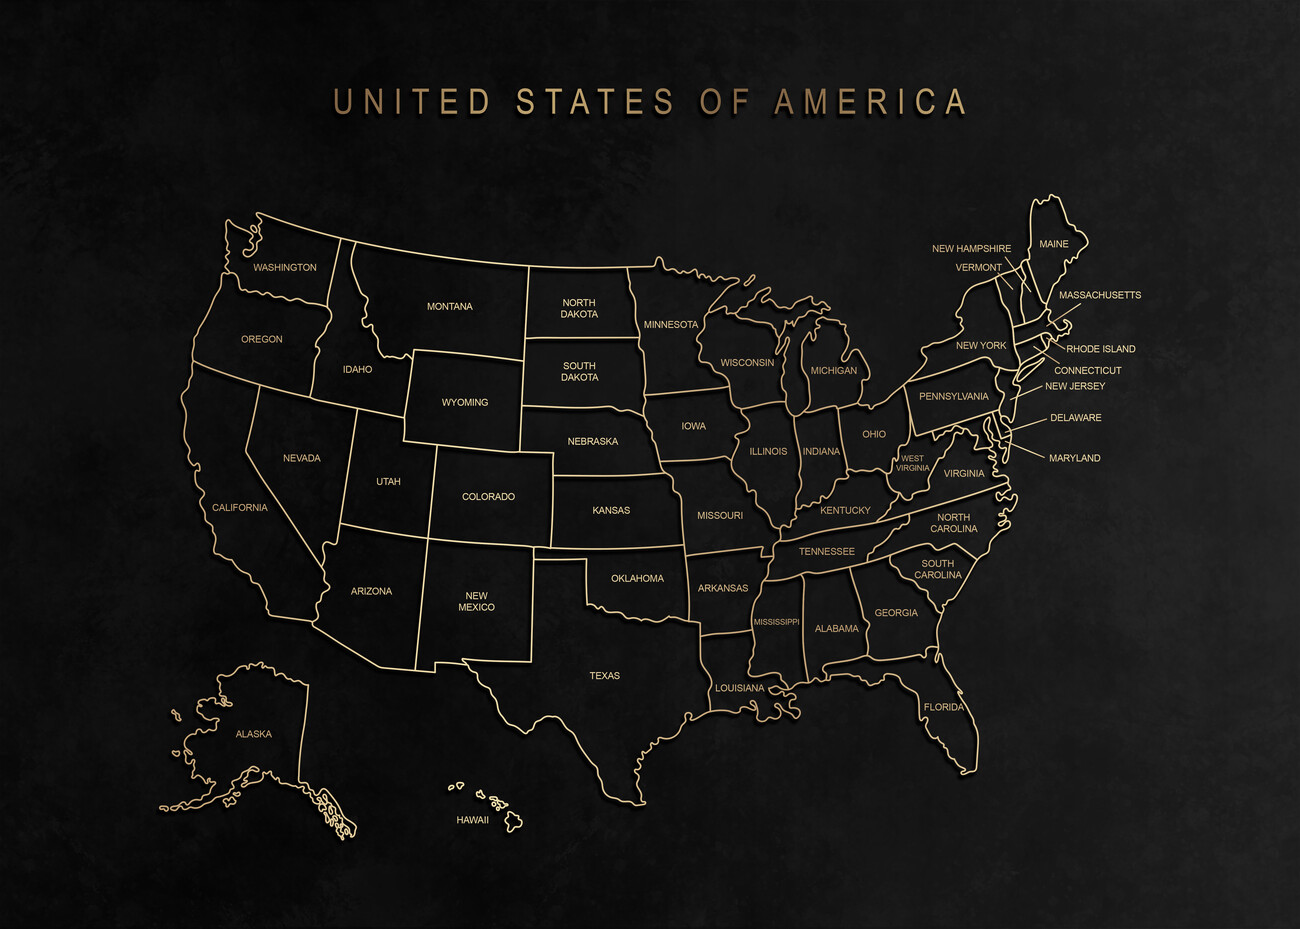 UNITED STATES OF AMERICA
NEW HAMPSHIRE
MAINE
VERMONT
WASHINGTON
MASSACHUSETTS
MONTANA
NORTH
DAKOTA
MINNESOTA
OREGON
NEW YORK
RHODE ISLAND
WISCONSIN
IDAHO
SOUTH
DAKOTA
MICHIGAN
CONNECTICUT
NEW JERSEY
PENNSYLVANIA
WYOMING
DELAWARE
IOWA
OHIO
NEBRASKA
ILLINOIS
INDIANA
NEVADA
WEST
VIRGINIA
MARYLAND
VIRGINIA
UTAH
COLORADO
CALIFORNIA
KANSAS
MISSOURI
KENTUCKY
NORTH
CAROLINA
TENNESSEE
SOUTH
CAROLINA
OKLAHOMA
ARKANSAS
ARIZONA
NEW
MEXICO
GEORGIA
MISSISSIPPI
ALABAMA
TEXAS
LOUISIANA
FLORIDA
ALASKA
HAWAII